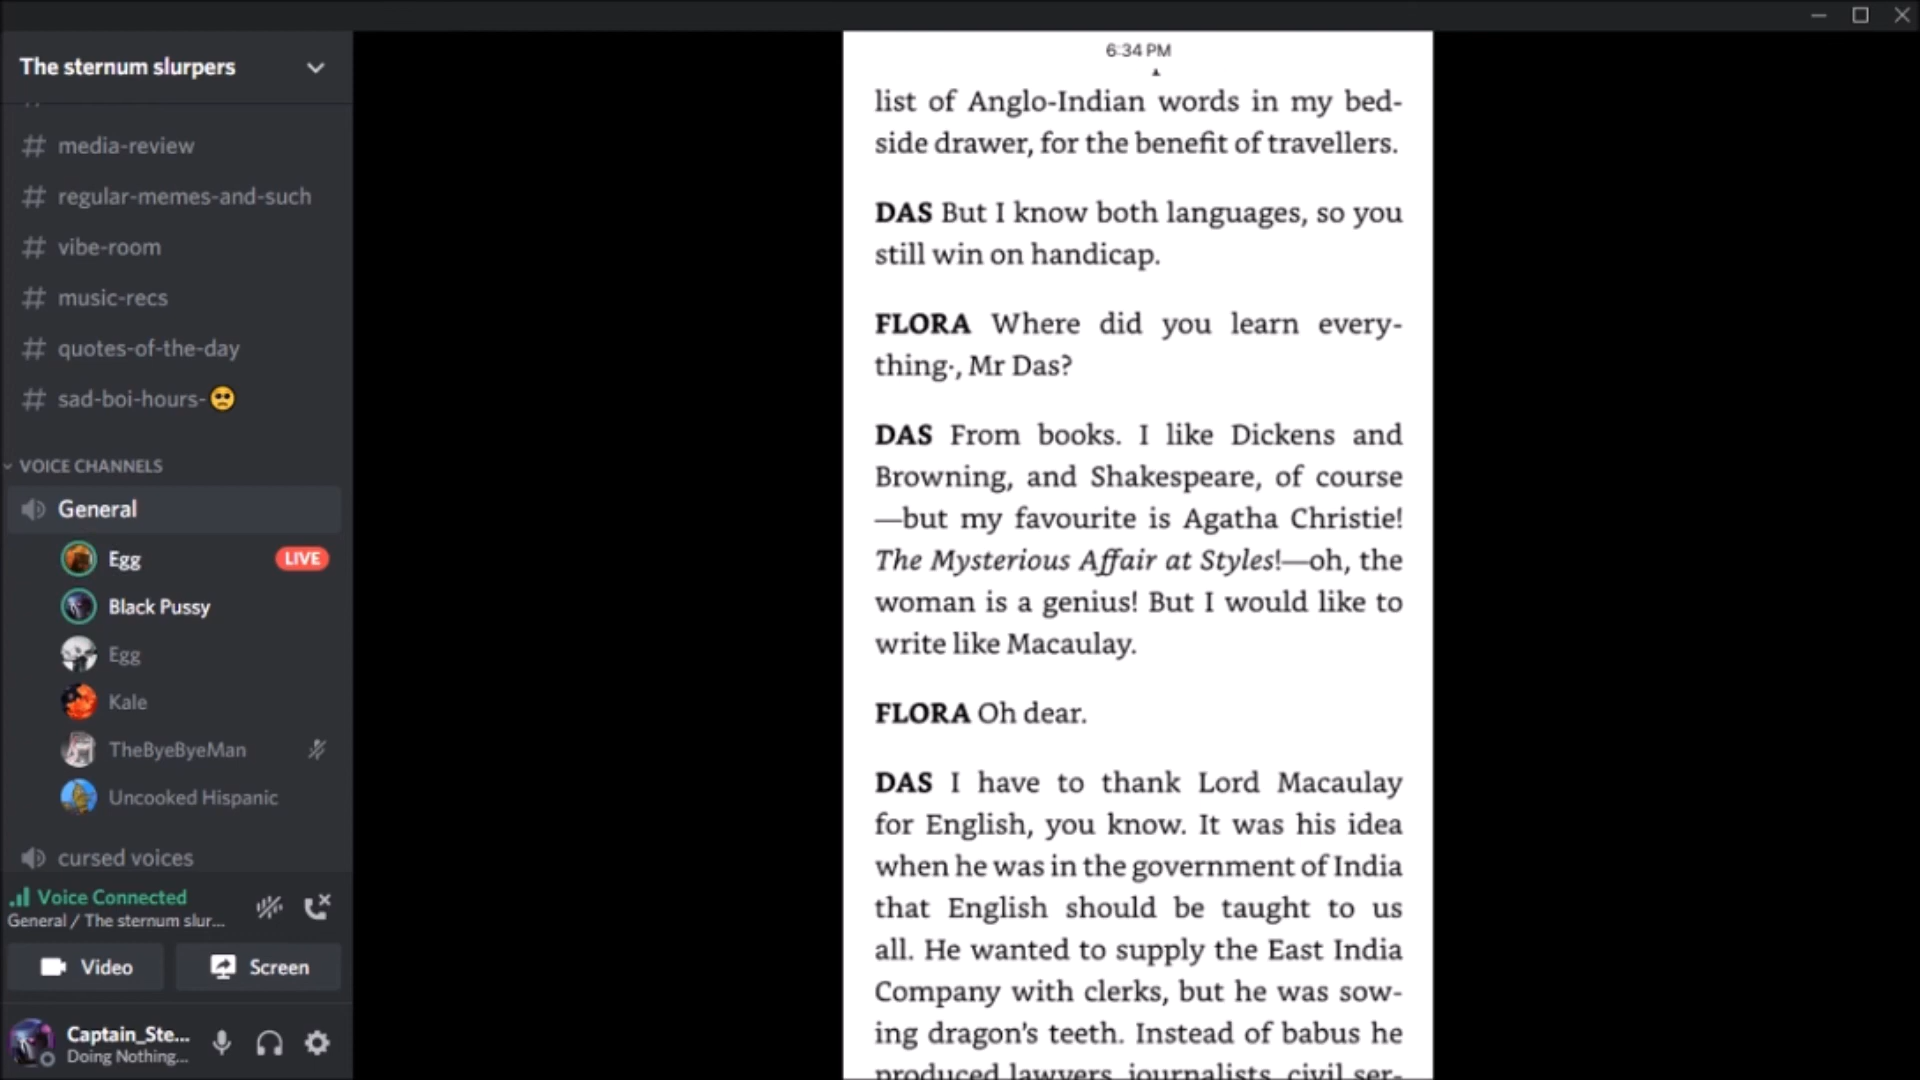 The sternum slurpers
media-review
regular-memes-and-such
vibe-room
music-recs
quotes-of-the-day
sad-boi-hours-🥺
VOICE CHANNELS
General
Egg LIVE
Black Pussy
Egg
Kale
TheByeByeMan
Uncooked Hispanic
cursed voices
Voice Connected
General / The sternum slur...
Video Screen
Captain_Ste...
Doing Nothing...
6:34 PM
list of Anglo-Indian words in my bed-
side drawer, for the benefit of travellers.
DAS But I know both languages, so you
still win on handicap.
FLORA Where did you learn every-
thing·, Mr Das?
DAS From books. I like Dickens and
Browning, and Shakespeare, of course
—but my favourite is Agatha Christie!
The Mysterious Affair at Styles!—oh, the
woman is a genius! But I would like to
write like Macaulay.
FLORA Oh dear.
DAS I have to thank Lord Macaulay
for English, you know. It was his idea
when he was in the government of India
that English should be taught to us
all. He wanted to supply the East India
Company with clerks, but he was sow-
ing dragon's teeth. Instead of babus he
produced lawyers, journalists, civil ser-